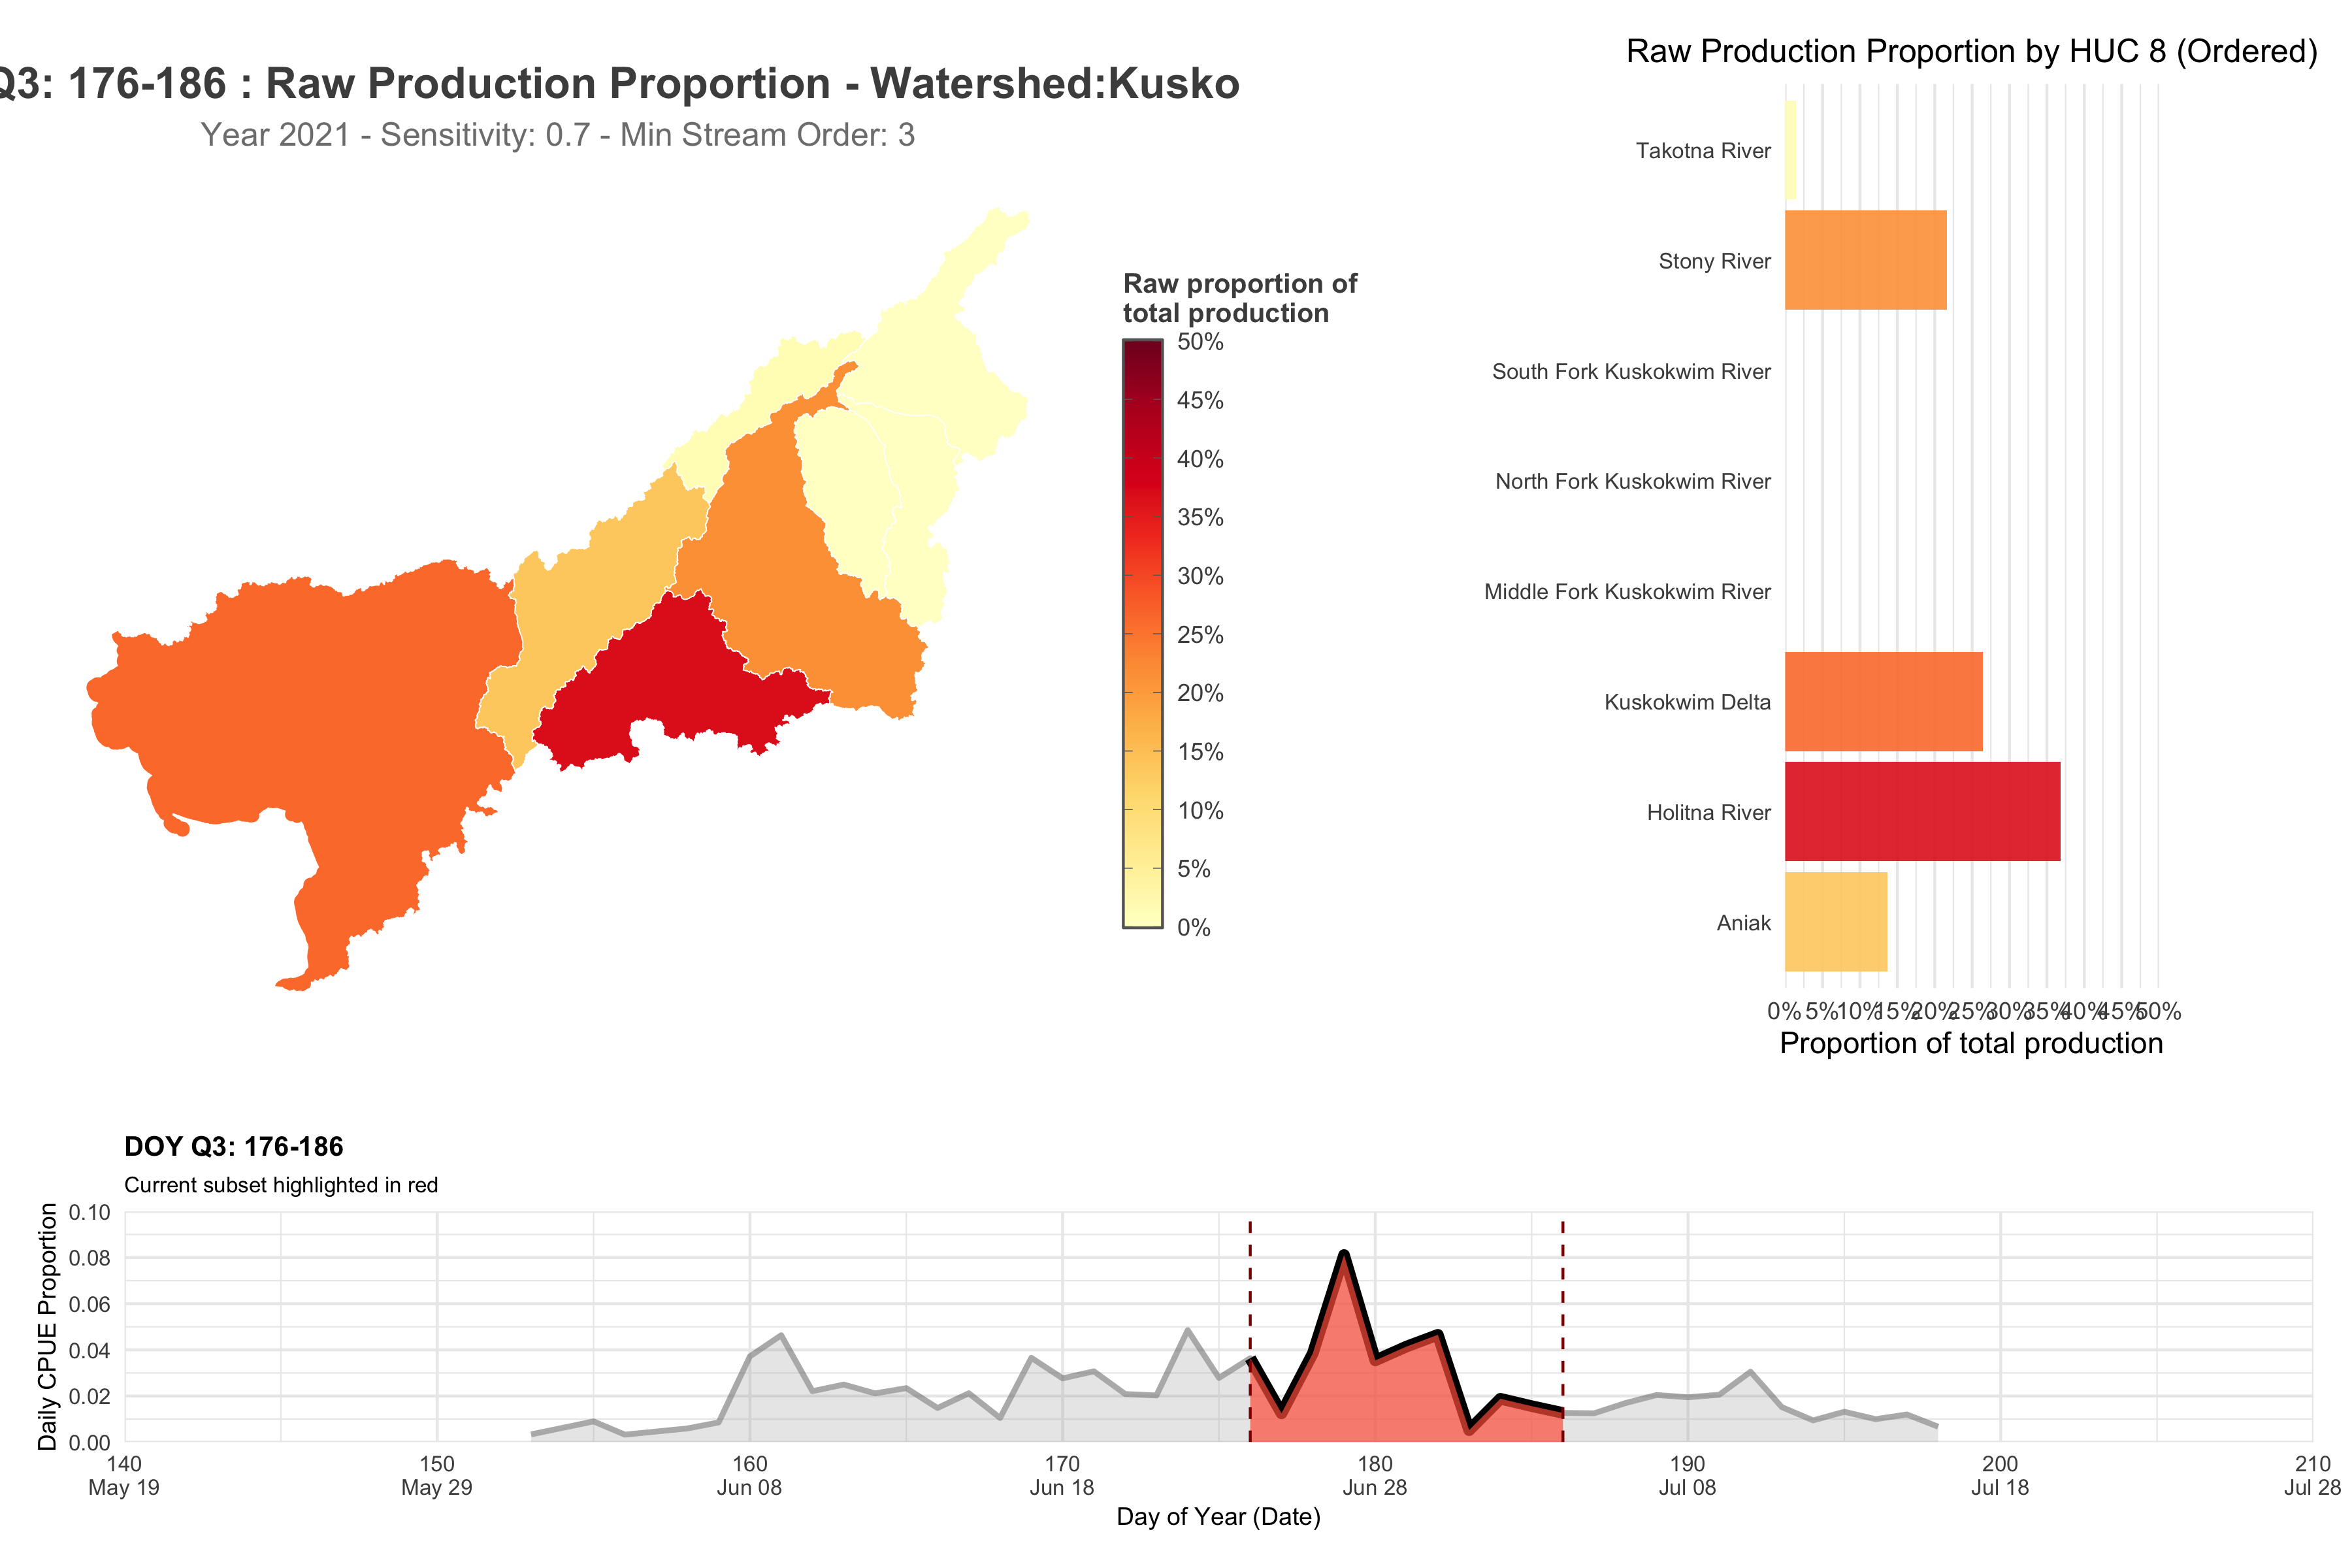 Q3: 176-186 : Raw Production Proportion - Watershed:Kusko
Year 2021 - Sensitivity: 0.7 - Min Stream Order: 3
Raw proportion of
total production
50%
45%
40%
35%
30%
25%
20%
15%
10%
5%
0%
Raw Production Proportion by HUC 8 (Ordered)
Takotna River
Stony River
South Fork Kuskokwim River
North Fork Kuskokwim River
Middle Fork Kuskokwim River
Kuskokwim Delta
Holitna River
Aniak
0% 5% 10% 15% 20% 25% 30% 35% 40% 45% 50%
Proportion of total production
DOY Q3: 176-186
Current subset highlighted in red
Daily CPUE Proportion
0.10
0.08
0.06
0.04
0.02
0.00
140 150 160 170 180 190 200 210
May 19 May 29 Jun 08 Jun 18 Jun 28 Jul 08 Jul 18 Jul 28
Day of Year (Date)